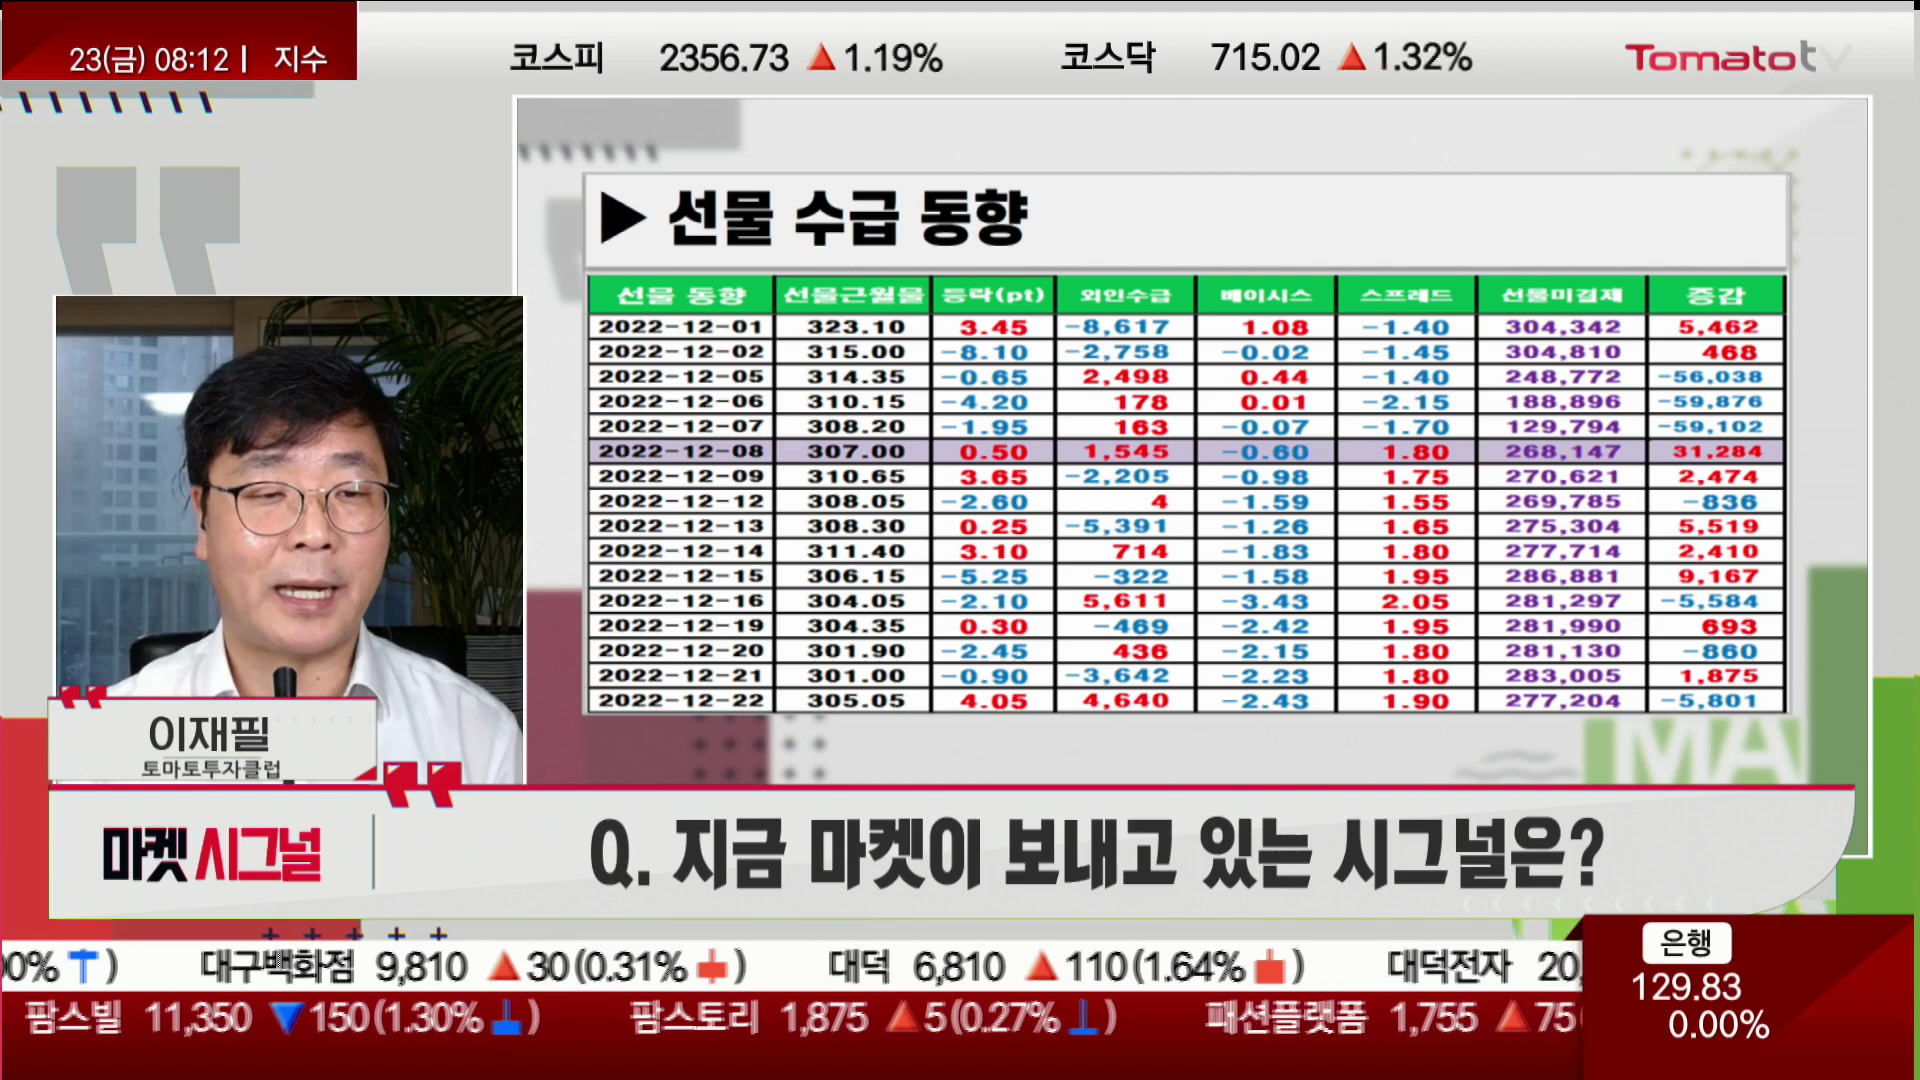 23(금) 08:12 | 지수
코스피 2356.73 ▲1.19% 코스닥 715.02 ▲1.32%
Tomatotv
▶ 선물 수급 동향
선물 동향 선물근월물 등락(pt) 외인수급 베이시스 스프레드 선물미결제 증감
2022-12-01 323.10 3.45 -8,617 1.08 -1.40 304,342 5,462
2022-12-02 315.00 -8.10 -2,758 -0.02 -1.45 304,810 468
2022-12-05 314.35 -0.65 2,498 0.44 -1.40 248,772 -56,038
2022-12-06 310.15 -4.20 178 0.01 -2.15 188,896 -59,876
2022-12-07 308.20 -1.95 163 -0.07 -1.70 129,794 -59,102
2022-12-08 307.00 0.50 1,545 -0.60 1.80 268,147 31,284
2022-12-09 310.65 3.65 -2,205 -0.98 1.75 270,621 2,474
2022-12-12 308.05 -2.60 4 -1.59 1.55 269,785 -836
2022-12-13 308.30 0.25 -5,391 -1.26 1.65 275,304 5,519
2022-12-14 311.40 3.10 714 -1.83 1.80 277,714 2,410
2022-12-15 306.15 -5.25 -322 -1.58 1.95 286,881 9,167
2022-12-16 304.05 -2.10 5,611 -3.43 2.05 281,297 -5,584
2022-12-19 304.35 0.30 -469 -2.42 1.95 281,990 693
2022-12-20 301.90 -2.45 436 -2.15 1.80 281,130 -860
2022-12-21 301.00 -0.90 -3,642 -2.23 1.80 283,005 1,875
2022-12-22 305.05 4.05 4,640 -2.43 1.90 277,204 -5,801
이재필
토마토투자클럽
MA
마켓시그널
Q. 지금 마켓이 보내고 있는 시그널은?
0% ) 대구백화점 9,810 ▲30(0.31% ) 대덕 6,810 ▲110(1.64% ) 대덕전자 20,
팜스빌 11,350 ▼150(1.30% ) 팜스토리 1,875 ▲5(0.27% ) 패션플랫폼 1,755 ▲75(
은행
129.83
0.00%